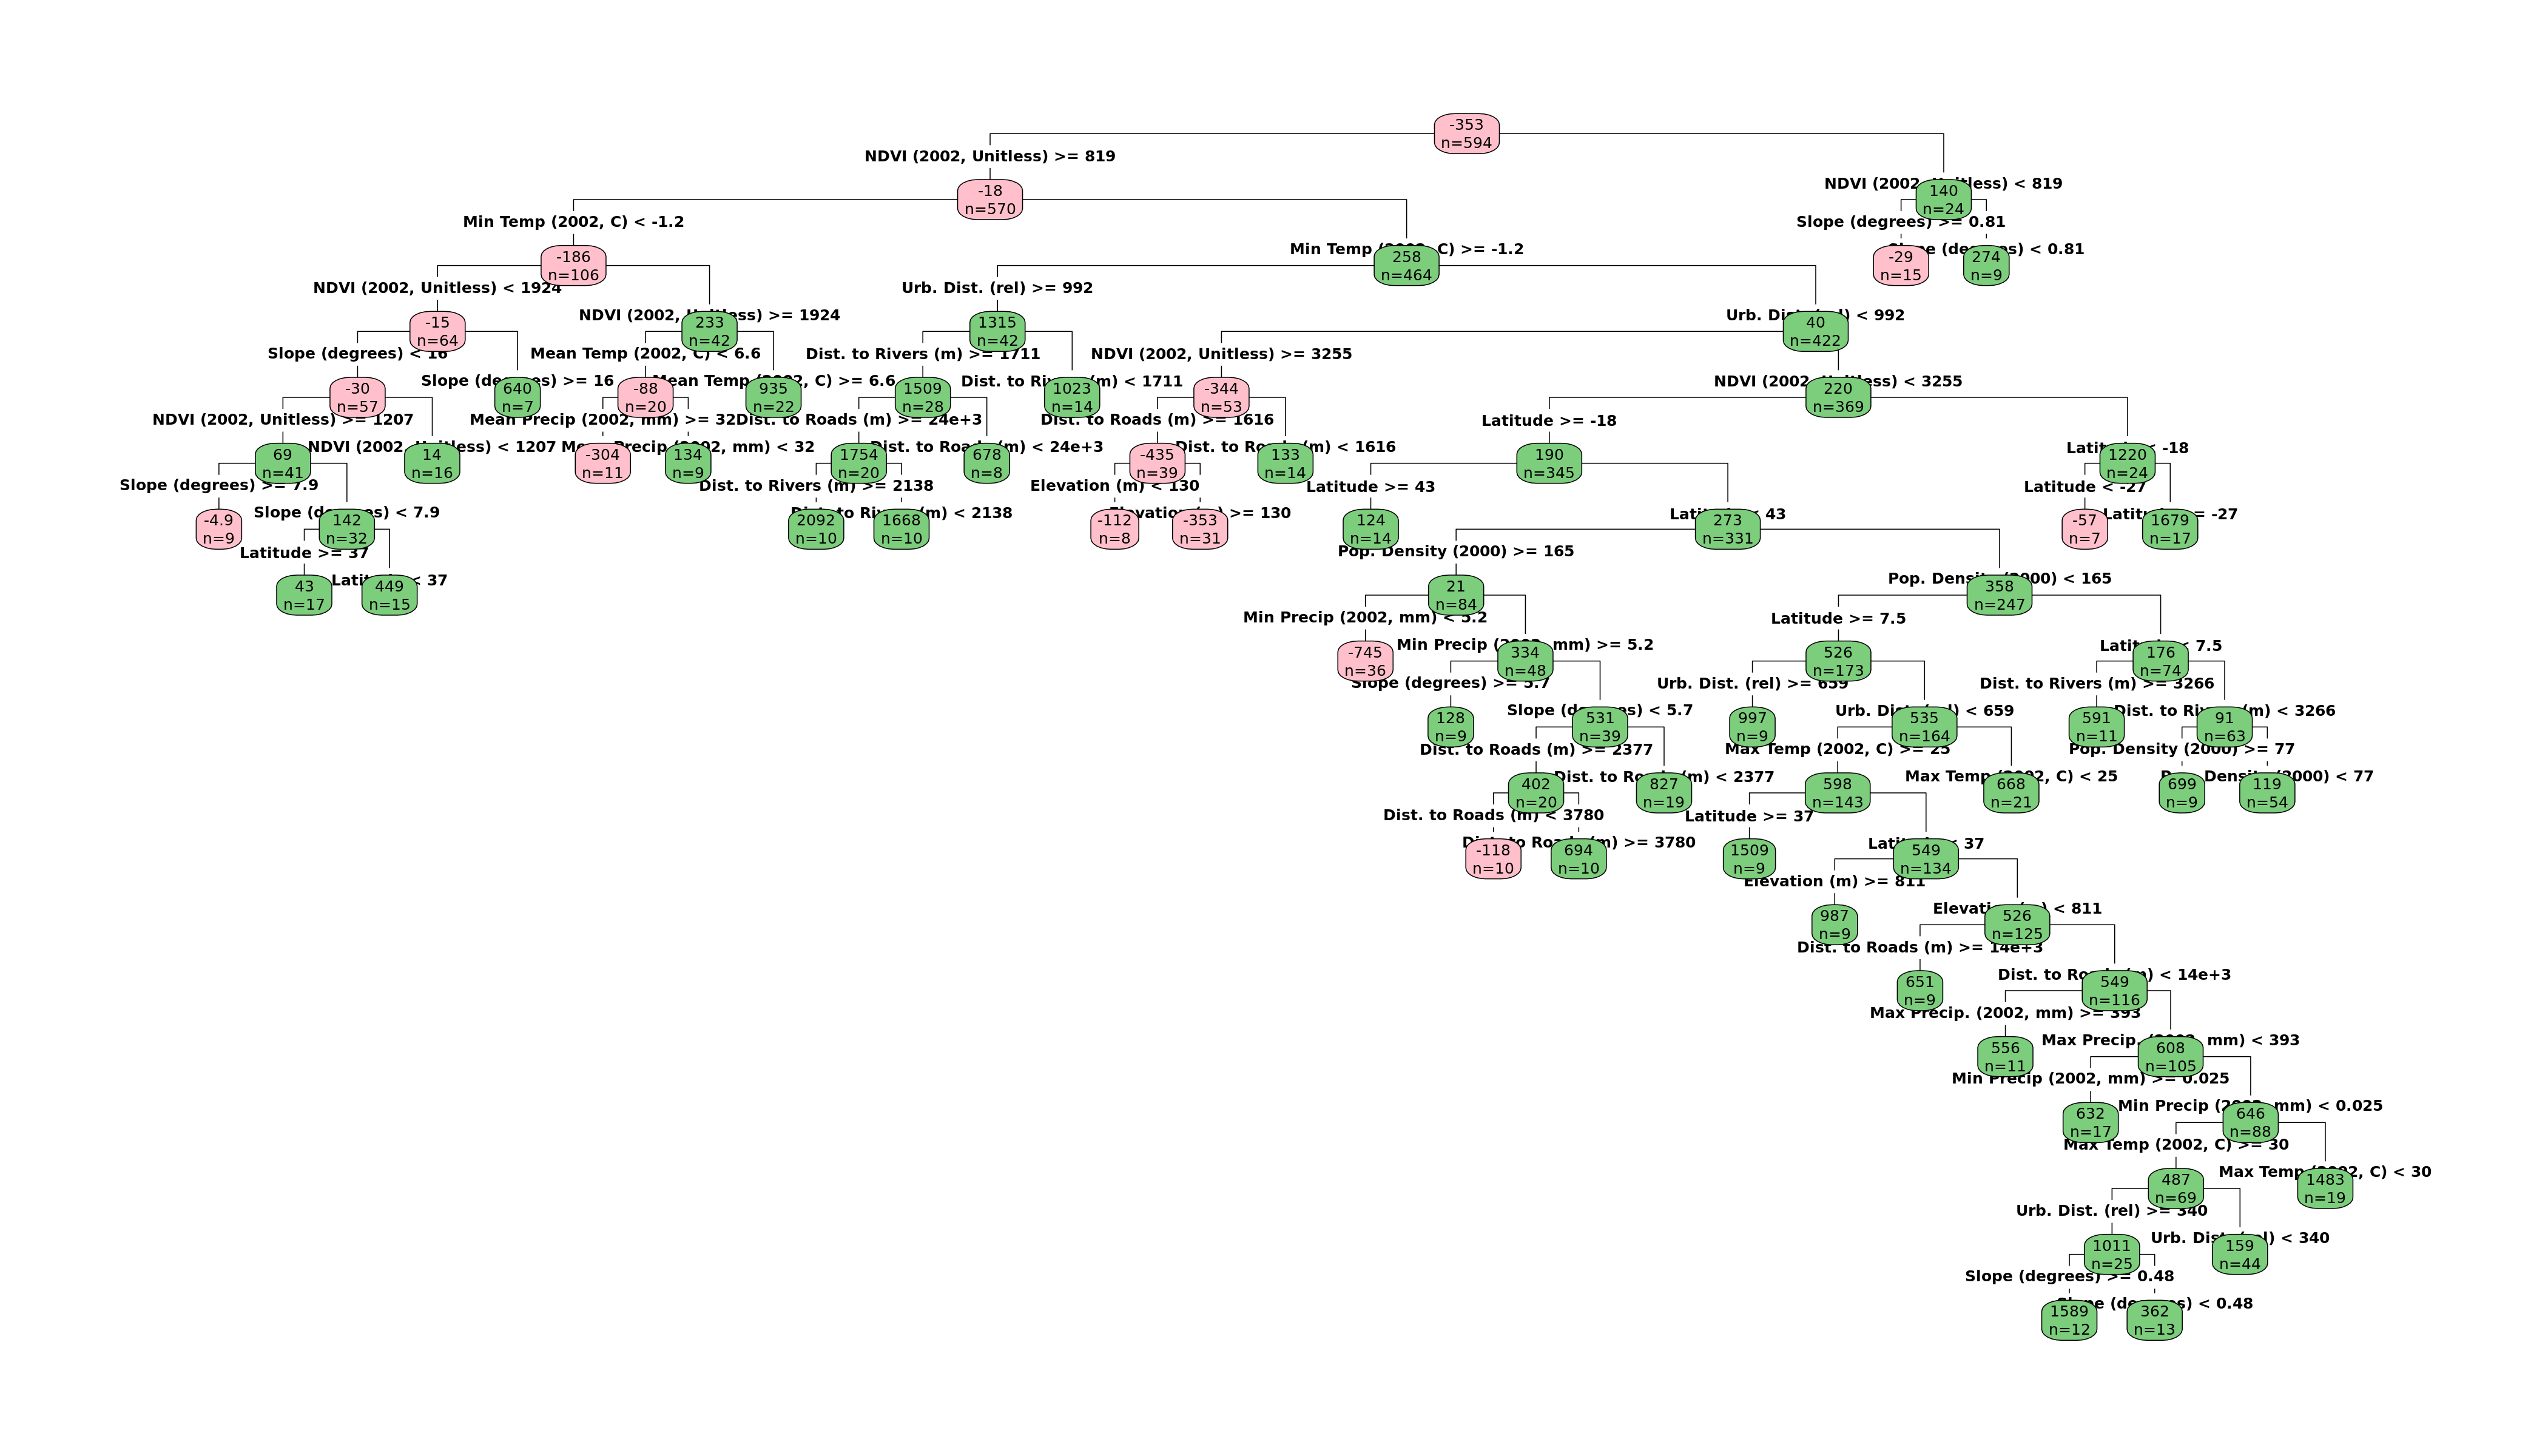 -353
n=594
NDVI (2002, Unitless) >= 819
NDVI (2002, Unitless) < 819
-18
n=570
140
n=24
Min Temp (2002, C) < -1.2
Slope (degrees) >= 0.81
Min Temp (2002, C) >= -1.2
Slope (degrees) < 0.81
-186
n=106
258
n=464
-29
n=15
274
n=9
NDVI (2002, Unitless) < 1924
Urb. Dist. (rel) >= 992
NDVI (2002, Unitless) >= 1924
Urb. Dist. (rel) < 992
-15
n=64
233
n=42
1315
n=42
40
n=422
Slope (degrees) < 16
Mean Temp (2002, C) < 6.6
Dist. to Rivers (m) >= 1711
NDVI (2002, Unitless) >= 3255
Slope (degrees) >= 16
Mean Temp (2002, C) >= 6.6
Dist. to Rivers (m) < 1711
NDVI (2002, Unitless) < 3255
-30
n=57
640
n=7
-88
n=20
935
n=22
1509
n=28
1023
n=14
-344
n=53
220
n=369
NDVI (2002, Unitless) >= 1207
Mean Precip (2002, mm) >= 32
Dist. to Roads (m) >= 24e+3
Dist. to Roads (m) >= 1616
Latitude >= -18
NDVI (2002, Unitless) < 1207
Mean Precip (2002, mm) < 32
Dist. to Roads (m) < 24e+3
Dist. to Roads (m) < 1616
Latitude < -18
69
n=41
14
n=16
-304
n=11
134
n=9
1754
n=20
678
n=8
-435
n=39
133
n=14
190
n=345
1220
n=24
Slope (degrees) >= 7.9
Dist. to Rivers (m) >= 2138
Elevation (m) < 130
Latitude >= 43
Latitude < -27
Slope (degrees) < 7.9
Dist. to Rivers (m) < 2138
Elevation (m) >= 130
Latitude < 43
Latitude >= -27
-4.9
n=9
142
n=32
2092
n=10
1668
n=10
-112
n=8
-353
n=31
124
n=14
273
n=331
-57
n=7
1679
n=17
Latitude >= 37
Pop. Density (2000) >= 165
Latitude < 37
Pop. Density (2000) < 165
43
n=17
449
n=15
21
n=84
358
n=247
Min Precip (2002, mm) < 5.2
Latitude >= 7.5
Min Precip (2002, mm) >= 5.2
Latitude < 7.5
-745
n=36
334
n=48
526
n=173
176
n=74
Slope (degrees) >= 5.7
Urb. Dist. (rel) >= 659
Dist. to Rivers (m) >= 3266
Slope (degrees) < 5.7
Urb. Dist. (rel) < 659
Dist. to Rivers (m) < 3266
128
n=9
531
n=39
997
n=9
535
n=164
591
n=11
91
n=63
Dist. to Roads (m) >= 2377
Max Temp (2002, C) >= 25
Pop. Density (2000) >= 77
Dist. to Roads (m) < 2377
Max Temp (2002, C) < 25
Pop. Density (2000) < 77
402
n=20
827
n=19
598
n=143
668
n=21
699
n=9
119
n=54
Dist. to Roads (m) < 3780
Latitude >= 37
Dist. to Roads (m) >= 3780
Latitude < 37
-118
n=10
694
n=10
1509
n=9
549
n=134
Elevation (m) >= 811
Elevation (m) < 811
987
n=9
526
n=125
Dist. to Roads (m) >= 14e+3
Dist. to Roads (m) < 14e+3
651
n=9
549
n=116
Max Precip. (2002, mm) >= 393
Max Precip. (2002, mm) < 393
556
n=11
608
n=105
Min Precip (2002, mm) >= 0.025
Min Precip (2002, mm) < 0.025
632
n=17
646
n=88
Max Temp (2002, C) >= 30
Max Temp (2002, C) < 30
487
n=69
1483
n=19
Urb. Dist. (rel) >= 340
Urb. Dist. (rel) < 340
1011
n=25
159
n=44
Slope (degrees) >= 0.48
Slope (degrees) < 0.48
1589
n=12
362
n=13